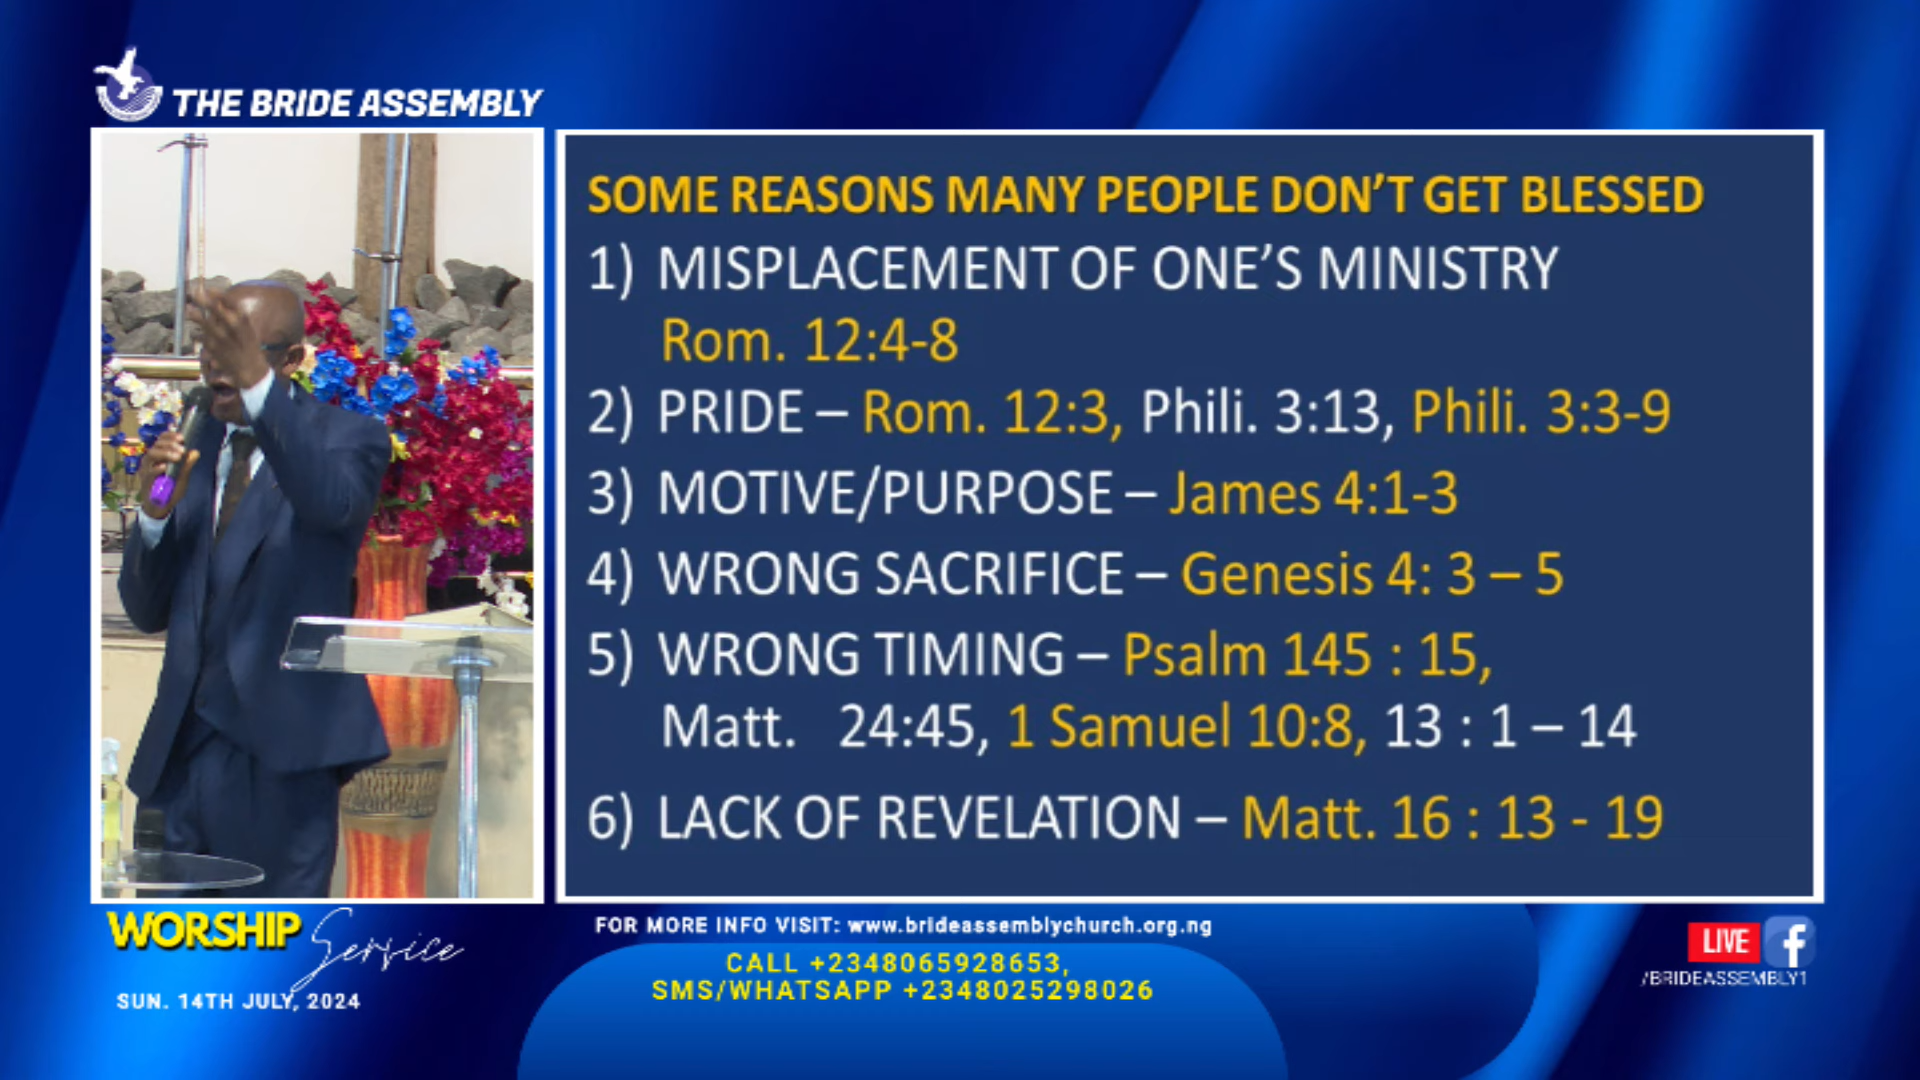 THE BRIDE ASSEMBLY
SOME REASONS MANY PEOPLE DON'T GET BLESSED
1) MISPLACEMENT OF ONE'S MINISTRY
Rom. 12:4-8
2) PRIDE – Rom. 12:3, Phili. 3:13, Phili. 3:3-9
3) MOTIVE/PURPOSE – James 4:1-3
4) WRONG SACRIFICE – Genesis 4: 3 – 5
5) WRONG TIMING – Psalm 145 : 15,
Matt. 24:45, 1 Samuel 10:8, 13 : 1 – 14
6) LACK OF REVELATION – Matt. 16 : 13 - 19
WORSHIP Service
SUN. 14TH JULY, 2024
FOR MORE INFO VISIT: www.brideassemblychurch.org.ng
CALL +2348065928653,
SMS/WHATSAPP +2348025298026
LIVE f
/BRIDEASSEMBLY1